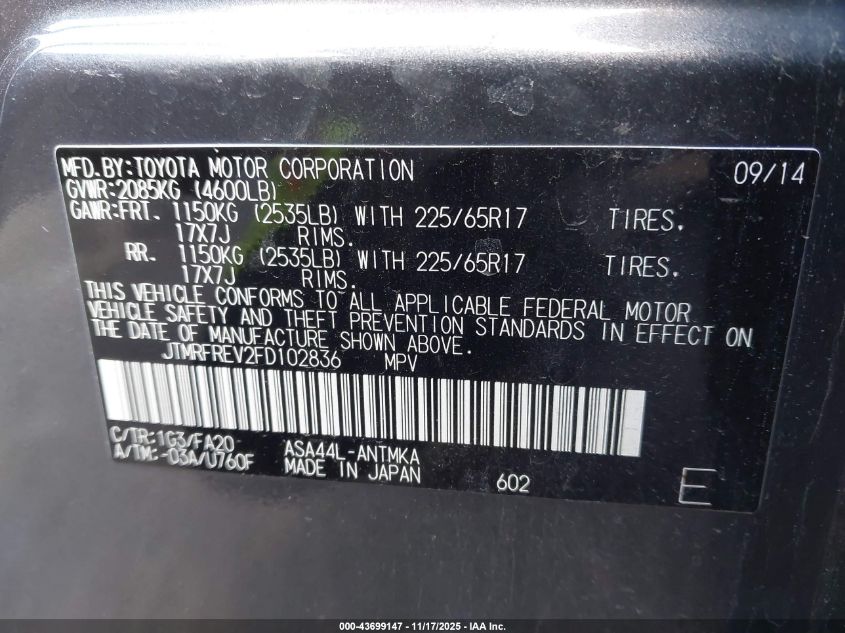 MFD.BY:TOYOTA MOTOR CORPORATION 09/14
GVWR:2085KG (4600LB)
GAWR:FRT. 1150KG (2535LB) WITH 225/65R17 TIRES.
17X7J RIMS.
RR. 1150KG (2535LB) WITH 225/65R17 TIRES.
17X7J RIMS.
THIS VEHICLE CONFORMS TO ALL APPLICABLE FEDERAL MOTOR
VEHICLE SAFETY AND THEFT PREVENTION STANDARDS IN EFFECT ON
THE DATE OF MANUFACTURE SHOWN ABOVE.
JTMRFREV2FD102836 MPV
C/TR:1G3/FA20 ASA44L-ANTMKA
A/TM:-03A/U760F MADE IN JAPAN 602 E
000-43699147 - 11/17/2025 - IAA Inc.